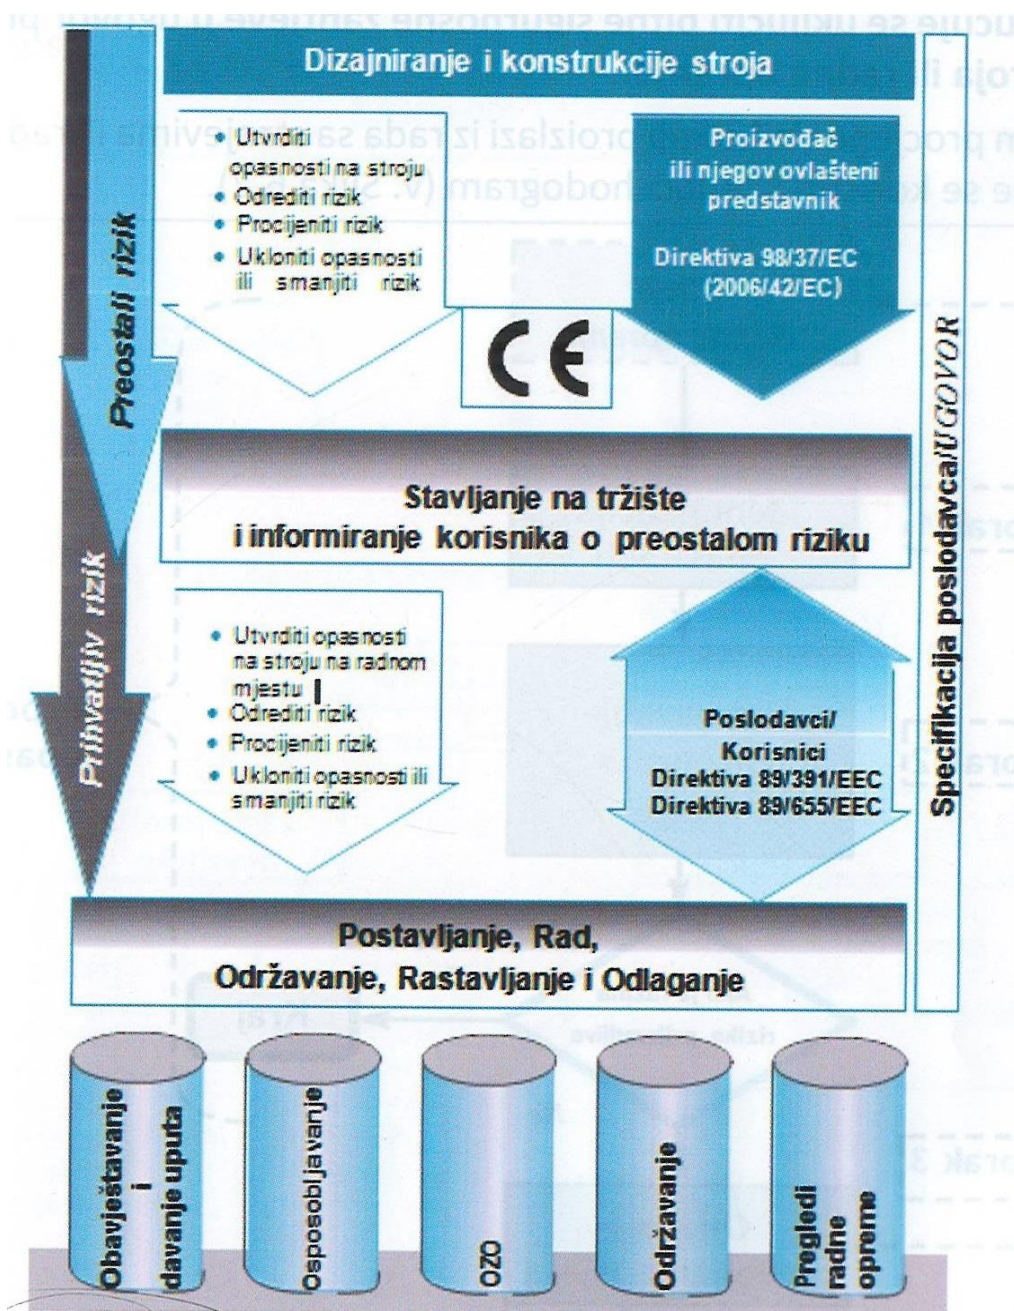 Dizajniranje i konstrukcije stroja
Preostali rizik
Prihvatljiv rizik
• Utvrditi
opasnosti na stroju
• Odrediti rizik
• Procijeniti rizik
• Ukloniti opasnosti
ili smanjiti rizik
CE
Proizvođač
ili njegov ovlašteni
predstavnik
Direktiva 98/37/EC
(2006/42/EC)
Specifikacija poslodavca/UGOVOR
Stavljanje na tržište
i informiranje korisnika o preostalom riziku
• Utvrditi opasnosti
na stroju na radnom
mjestu
• Odrediti rizik
• Procijeniti rizik
• Ukloniti opasnosti ili
smanjiti rizik
Poslodavci/
Korisnici
Direktiva 89/391/EEC
Direktiva 89/655/EEC
Postavljanje, Rad,
Održavanje, Rastavljanje i Odlaganje
Obavještavanje
i
davanje uputa
Osposobljavanje
OZO
Održavanje
Pregledi
radne
opreme